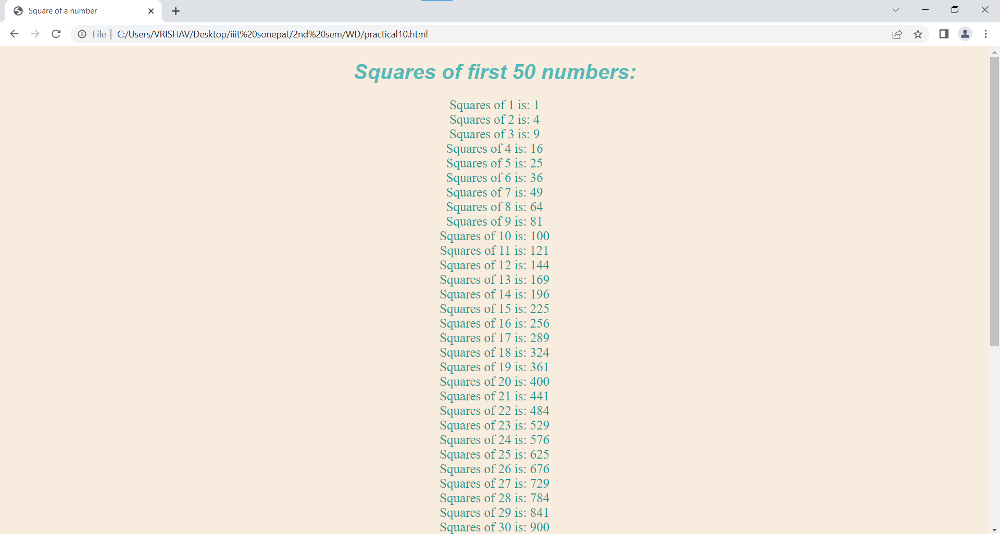 Square of a number
File | C:/Users/VRISHAV/Desktop/iiit%20sonepat/2nd%20sem/WD/practical10.html
Squares of first 50 numbers:
Squares of 1 is: 1
Squares of 2 is: 4
Squares of 3 is: 9
Squares of 4 is: 16
Squares of 5 is: 25
Squares of 6 is: 36
Squares of 7 is: 49
Squares of 8 is: 64
Squares of 9 is: 81
Squares of 10 is: 100
Squares of 11 is: 121
Squares of 12 is: 144
Squares of 13 is: 169
Squares of 14 is: 196
Squares of 15 is: 225
Squares of 16 is: 256
Squares of 17 is: 289
Squares of 18 is: 324
Squares of 19 is: 361
Squares of 20 is: 400
Squares of 21 is: 441
Squares of 22 is: 484
Squares of 23 is: 529
Squares of 24 is: 576
Squares of 25 is: 625
Squares of 26 is: 676
Squares of 27 is: 729
Squares of 28 is: 784
Squares of 29 is: 841
Squares of 30 is: 900